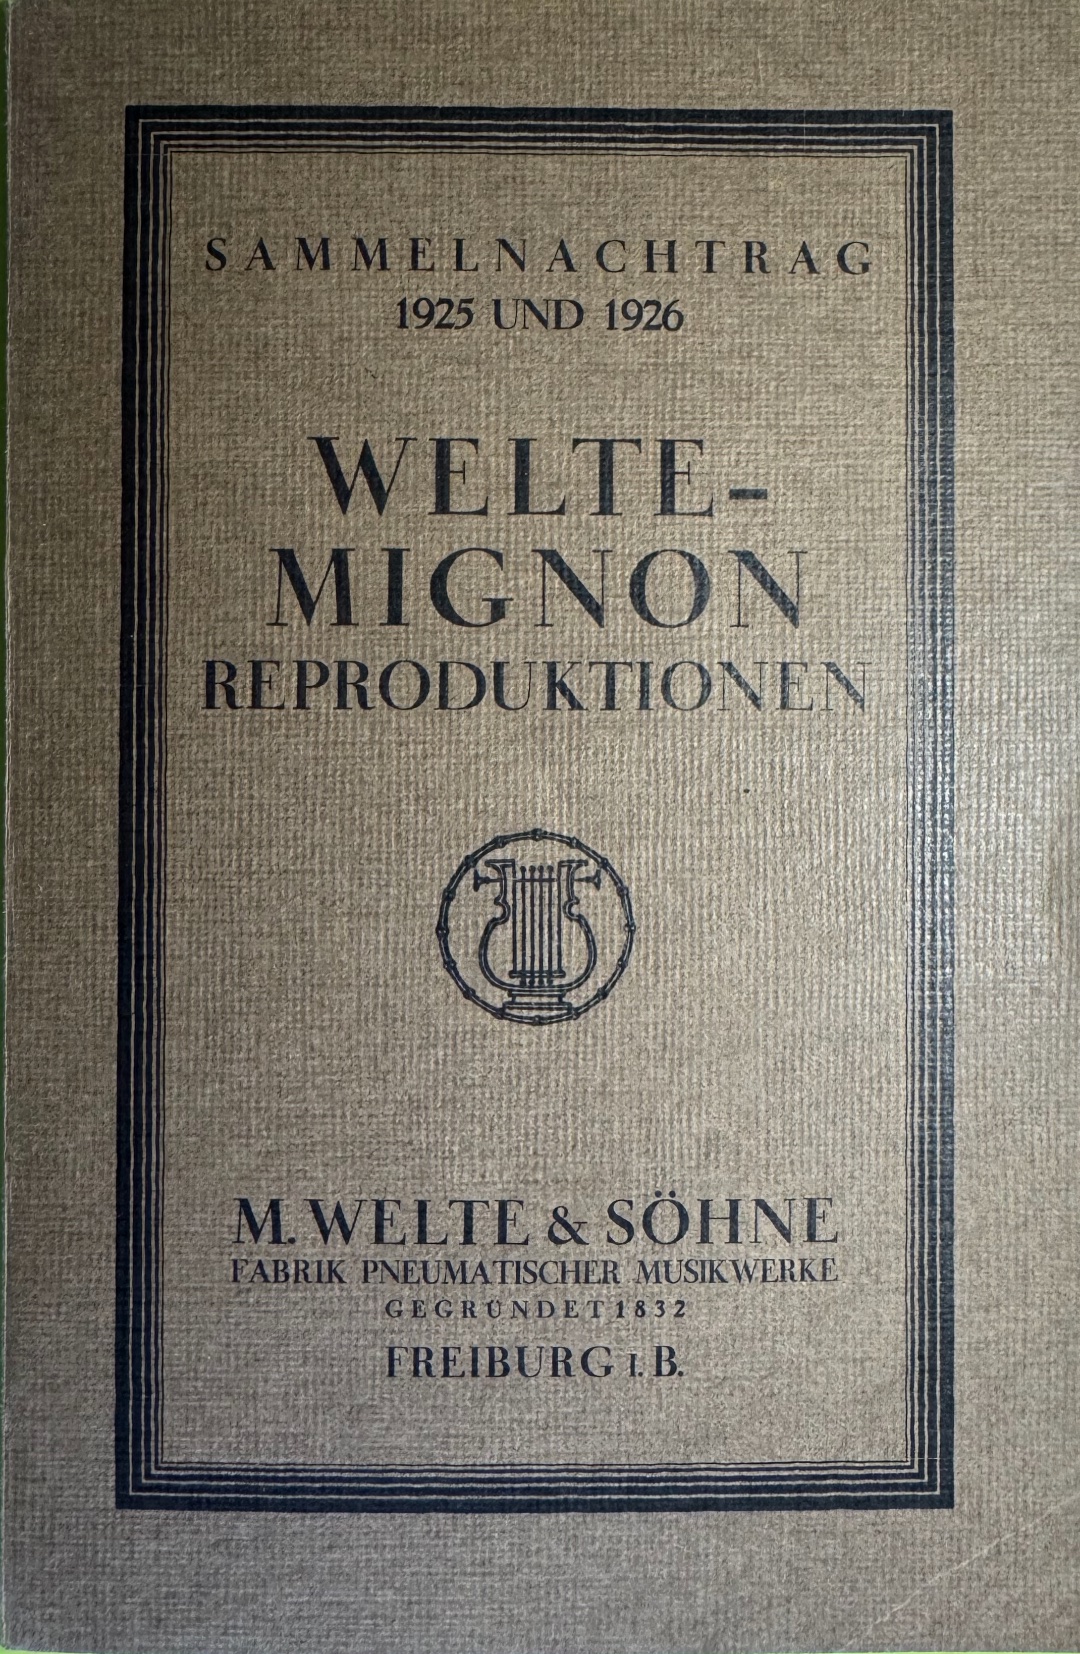 SAMMELNACHTRAG
1925 UND 1926
WELTE-
MIGNON
REPRODUKTIONEN
M. WELTE & SÖHNE
FABRIK PNEUMATISCHER MUSIKWERKE
GEGRÜNDET 1832
FREIBURG I. B.